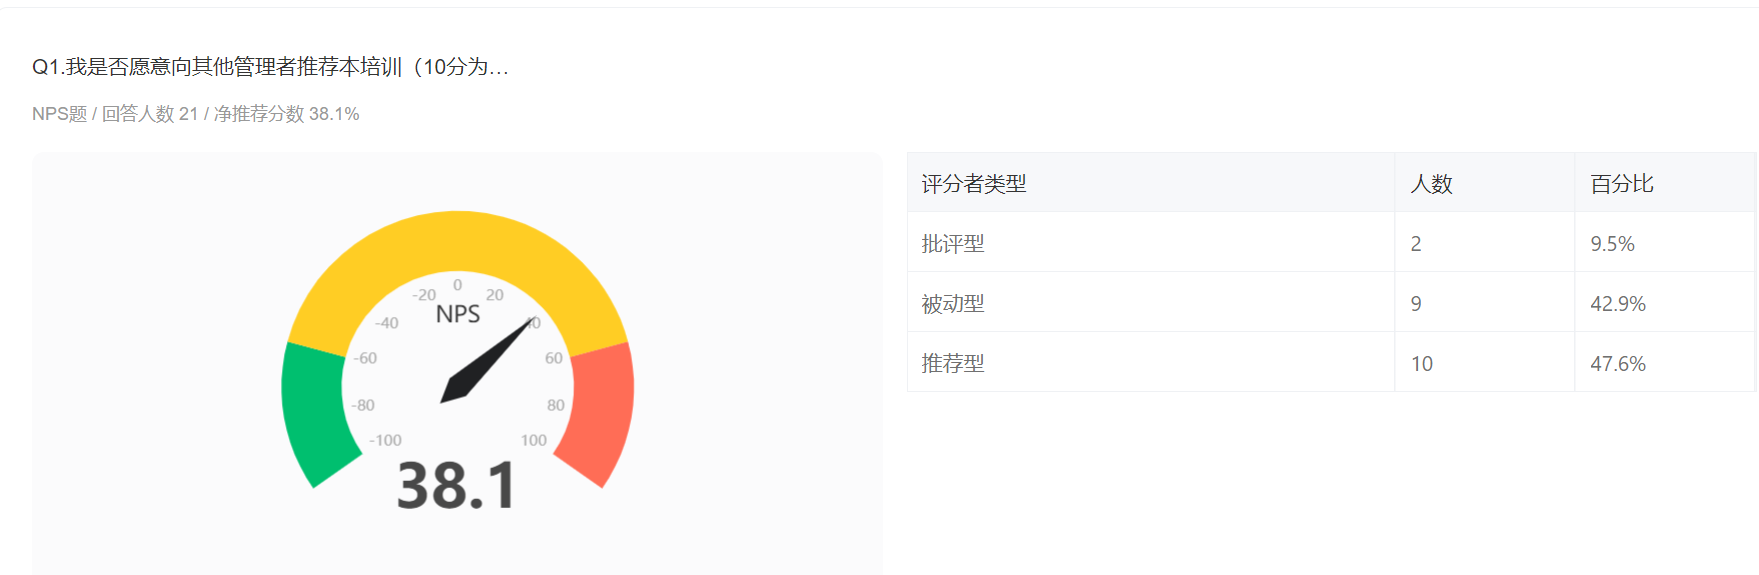 Q1.我是否愿意向其他管理者推荐本培训（10分为…
NPS题 / 回答人数 21 / 净推荐分数 38.1%
0
-20
20
NPS
-40
40
-60
60
-80
80
-100
100
38.1
评分者类型 人数 百分比
批评型 2 9.5%
被动型 9 42.9%
推荐型 10 47.6%